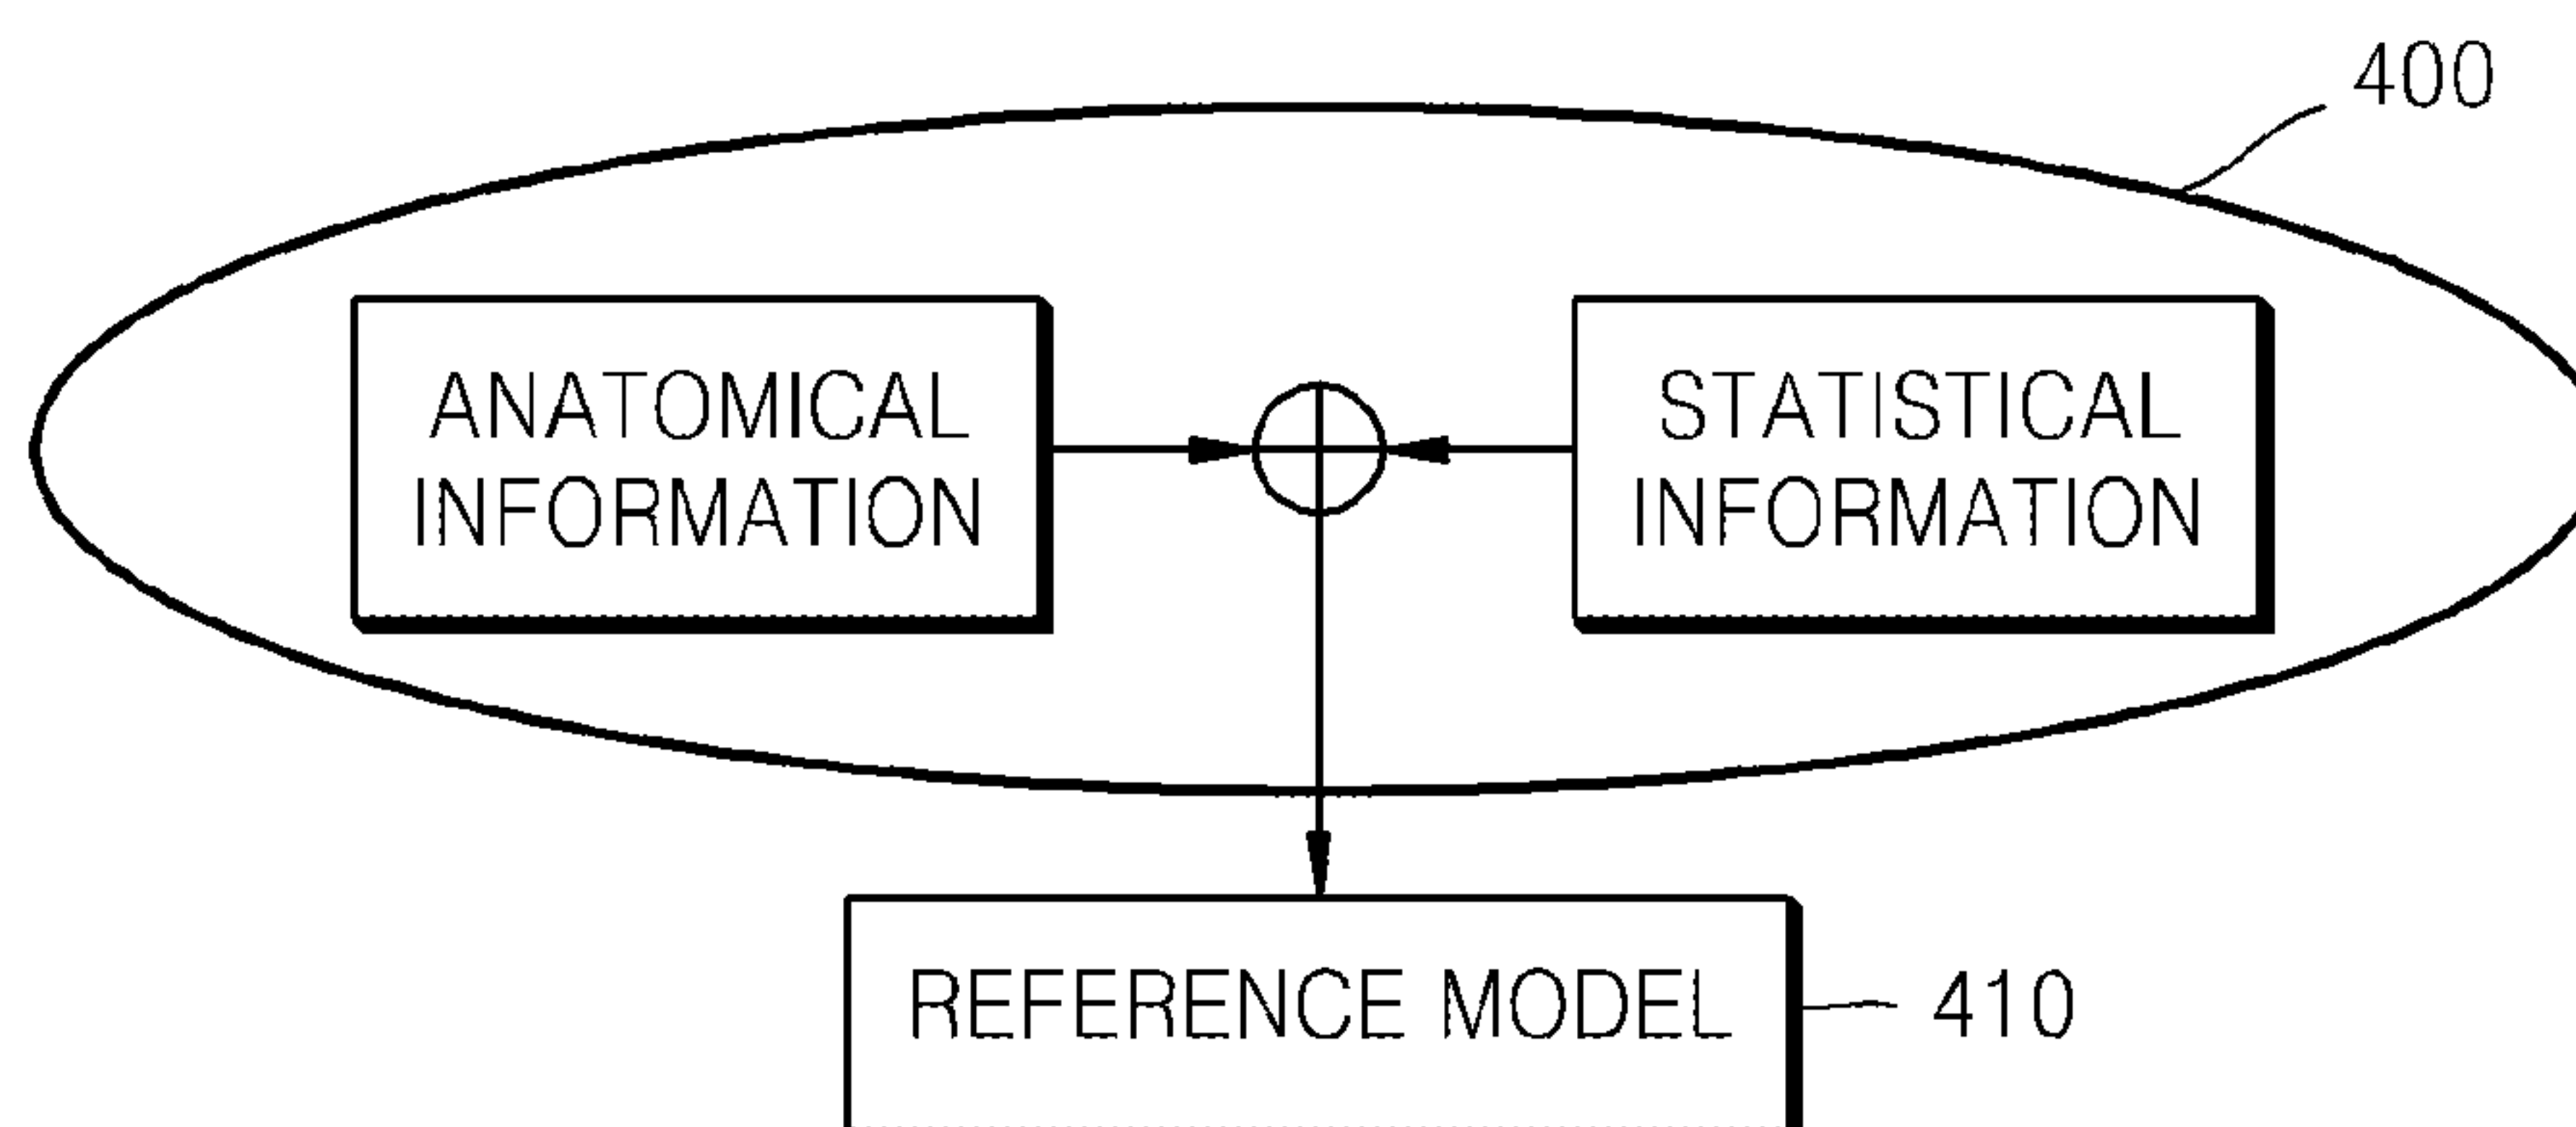 400
ANATOMICAL
INFORMATION
STATISTICAL
INFORMATION
REFERENCE MODEL
410